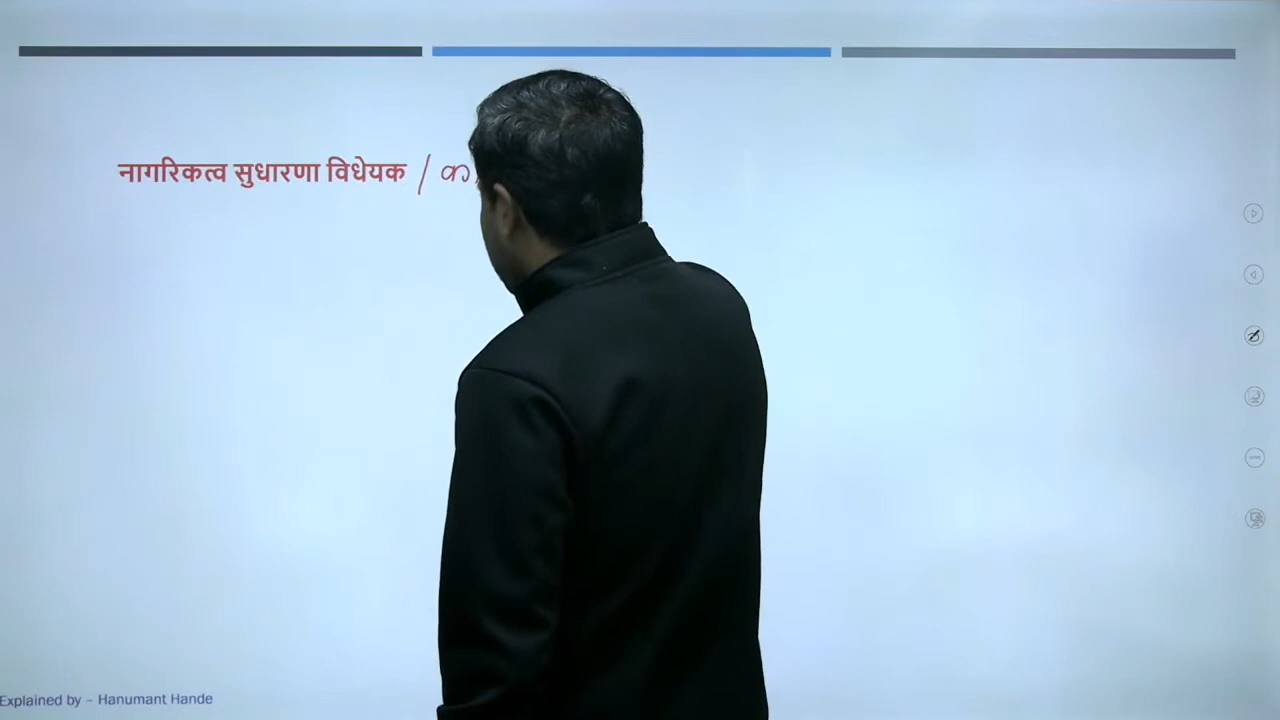 नागरिकत्व सुधारणा विधेयक /
Explained by – Hanumant Hande